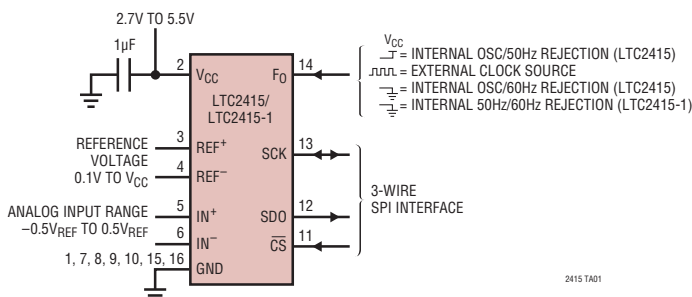 2.7V TO 5.5V
1µF
2
VCC
LTC2415/
LTC2415-1
FO
14
VCC
= INTERNAL OSC/50Hz REJECTION (LTC2415)
= EXTERNAL CLOCK SOURCE
= INTERNAL OSC/60Hz REJECTION (LTC2415)
= INTERNAL 50Hz/60Hz REJECTION (LTC2415-1)
REFERENCE
VOLTAGE
0.1V TO VCC
3
REF+
4
REF–
SCK
13
ANALOG INPUT RANGE
–0.5VREF TO 0.5VREF
5
IN+
6
IN–
SDO
12
CS
11
3-WIRE
SPI INTERFACE
1, 7, 8, 9, 10, 15, 16
GND
2415 TA01